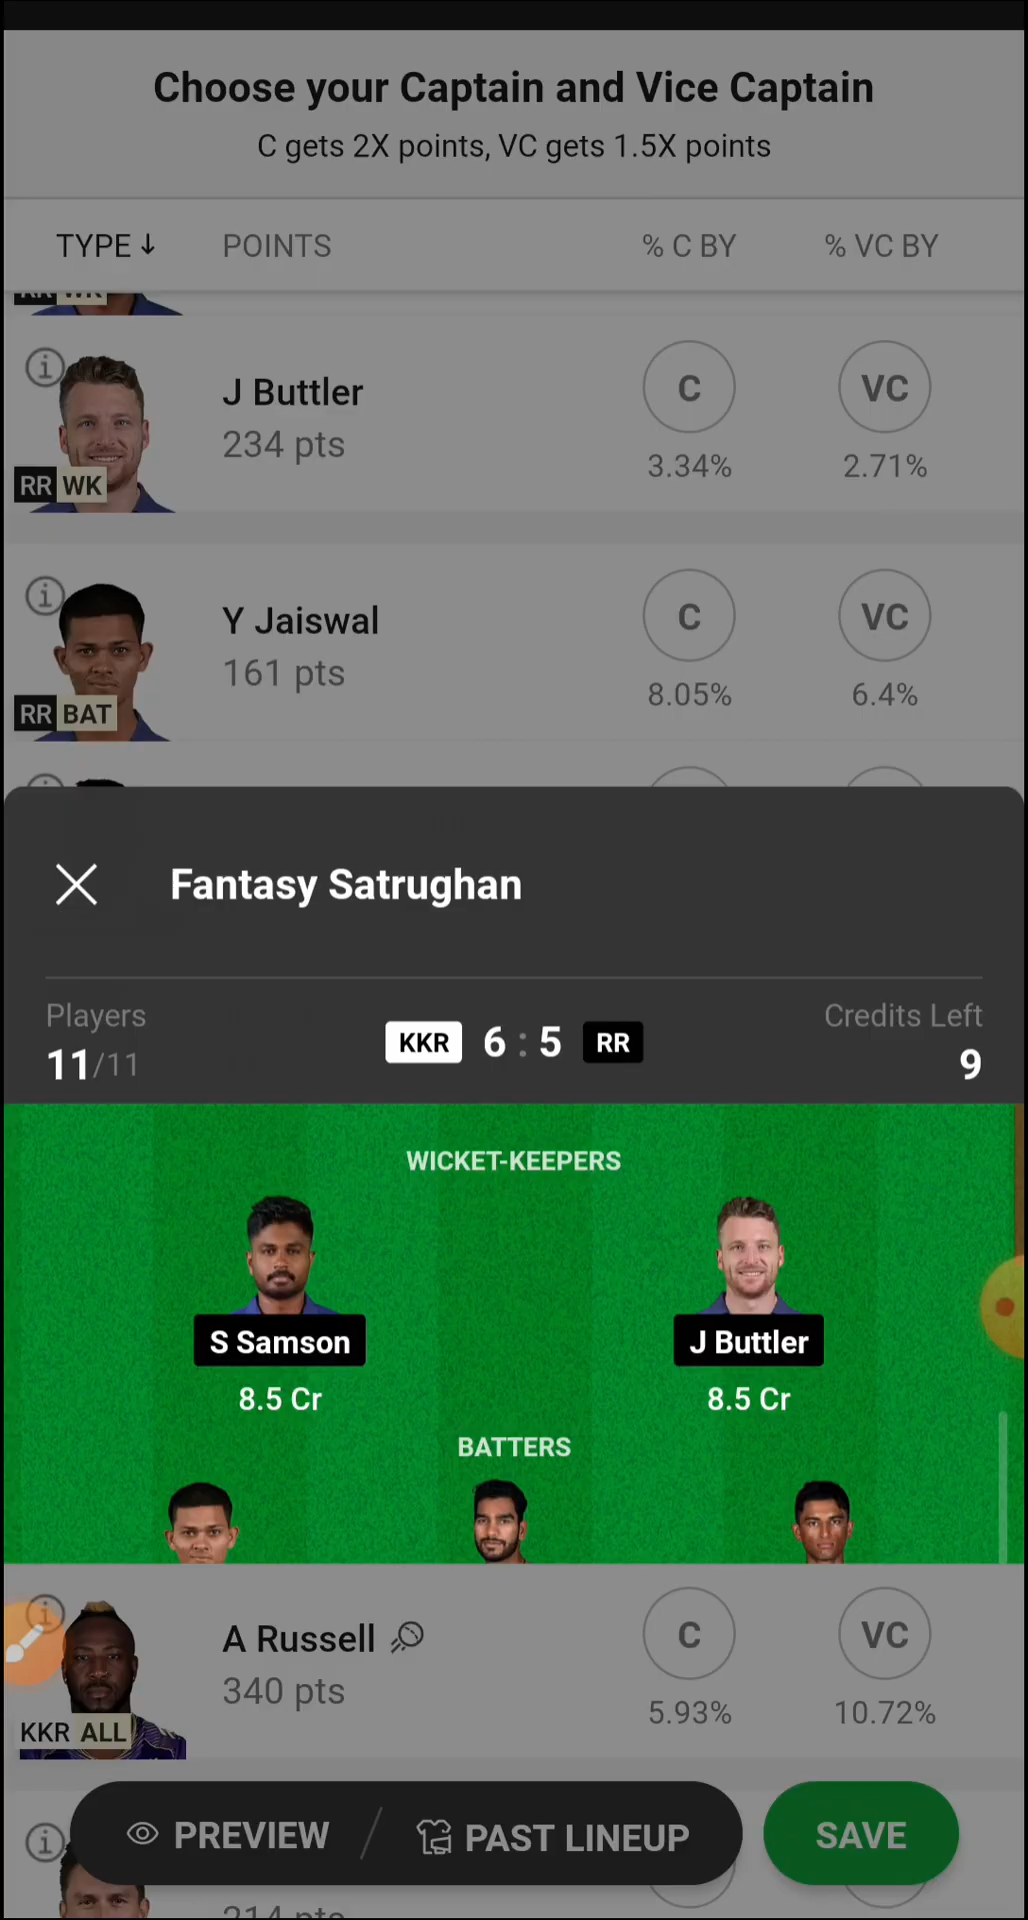 Choose your Captain and Vice Captain
C gets 2X points, VC gets 1.5X points
TYPE ↓ POINTS % C BY % VC BY
RR WK
J Buttler C VC
234 pts 3.34% 2.71%
RR WK
Y Jaiswal C VC
161 pts 8.05% 6.4%
RR BAT
Fantasy Satrughan
Players KKR 6 : 5 RR Credits Left
11/11 9
WICKET-KEEPERS
S Samson J Buttler
8.5 Cr 8.5 Cr
BATTERS
A Russell C VC
340 pts 5.93% 10.72%
KKR ALL
PREVIEW / PAST LINEUP SAVE
214 pts